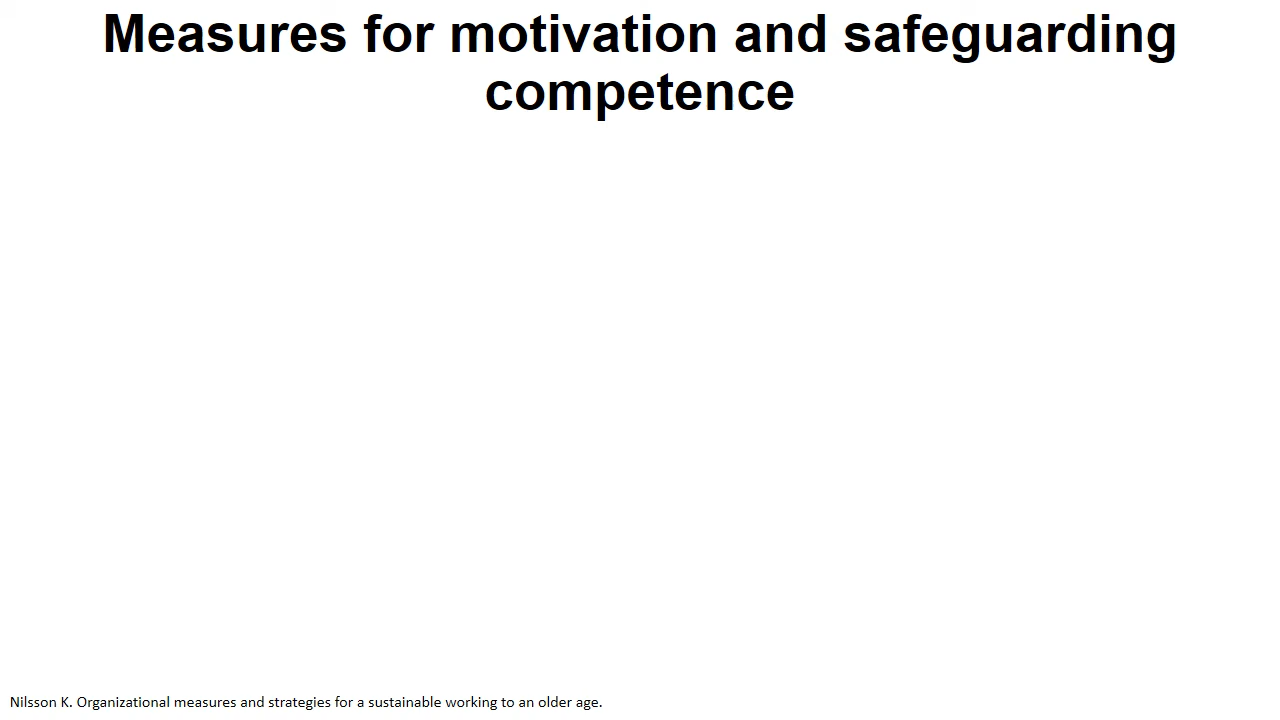 Measures for motivation and safeguarding
competence
Nilsson K. Organizational measures and strategies for a sustainable working to an older age.